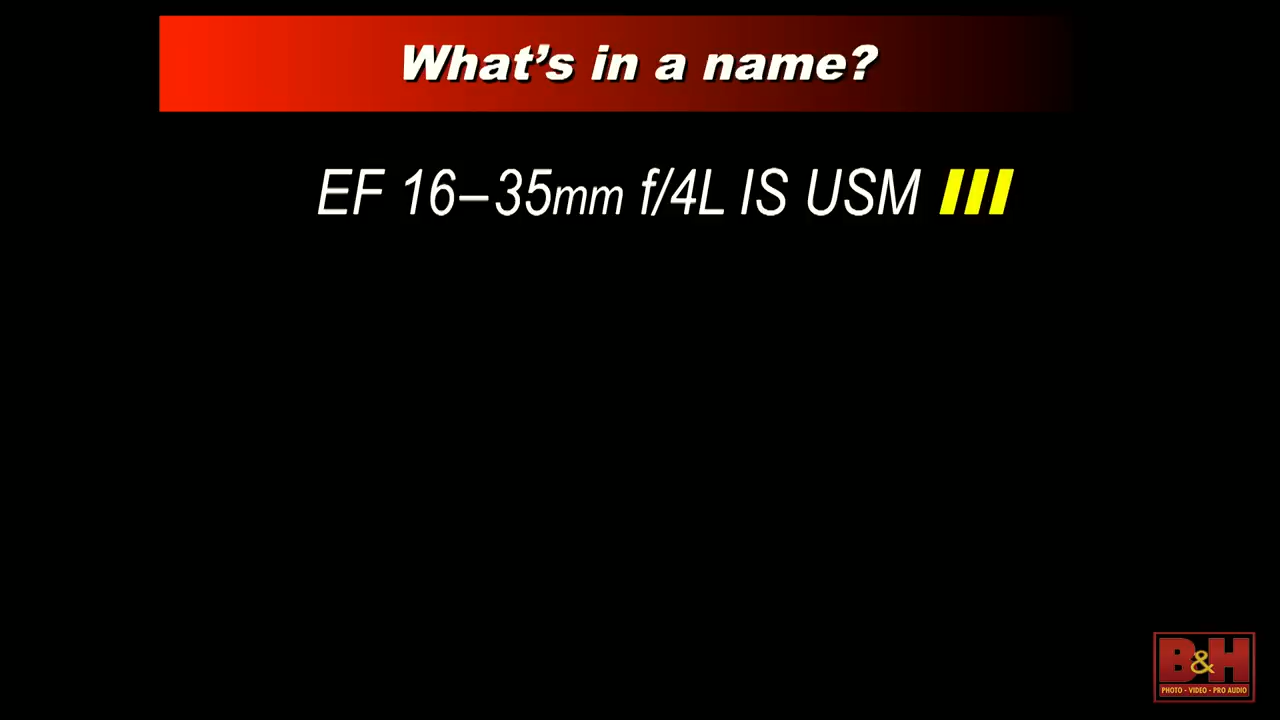 What's in a name?
EF 16–35mm f/4L IS USM III
B&H
PHOTO - VIDEO - PRO AUDIO